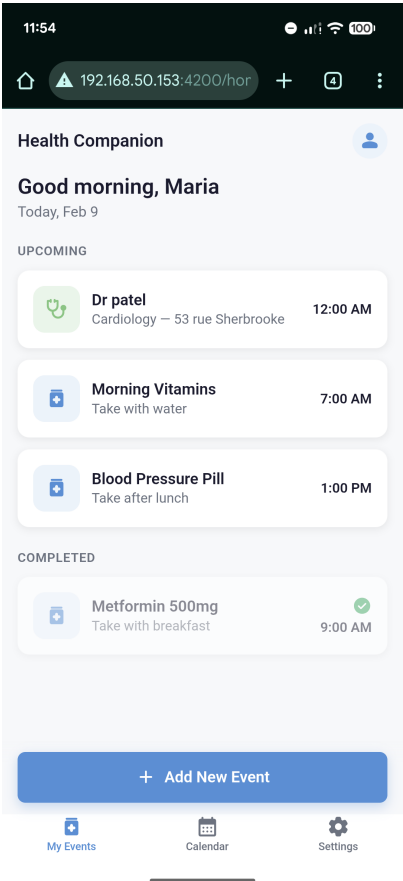 11:54
100
192.168.50.153:4200/hor
4
Health Companion
Good morning, Maria
Today, Feb 9
UPCOMING
Dr patel
Cardiology — 53 rue Sherbrooke
12:00 AM
Morning Vitamins
Take with water
7:00 AM
Blood Pressure Pill
Take after lunch
1:00 PM
COMPLETED
Metformin 500mg
Take with breakfast
9:00 AM
+ Add New Event
My Events
Calendar
Settings